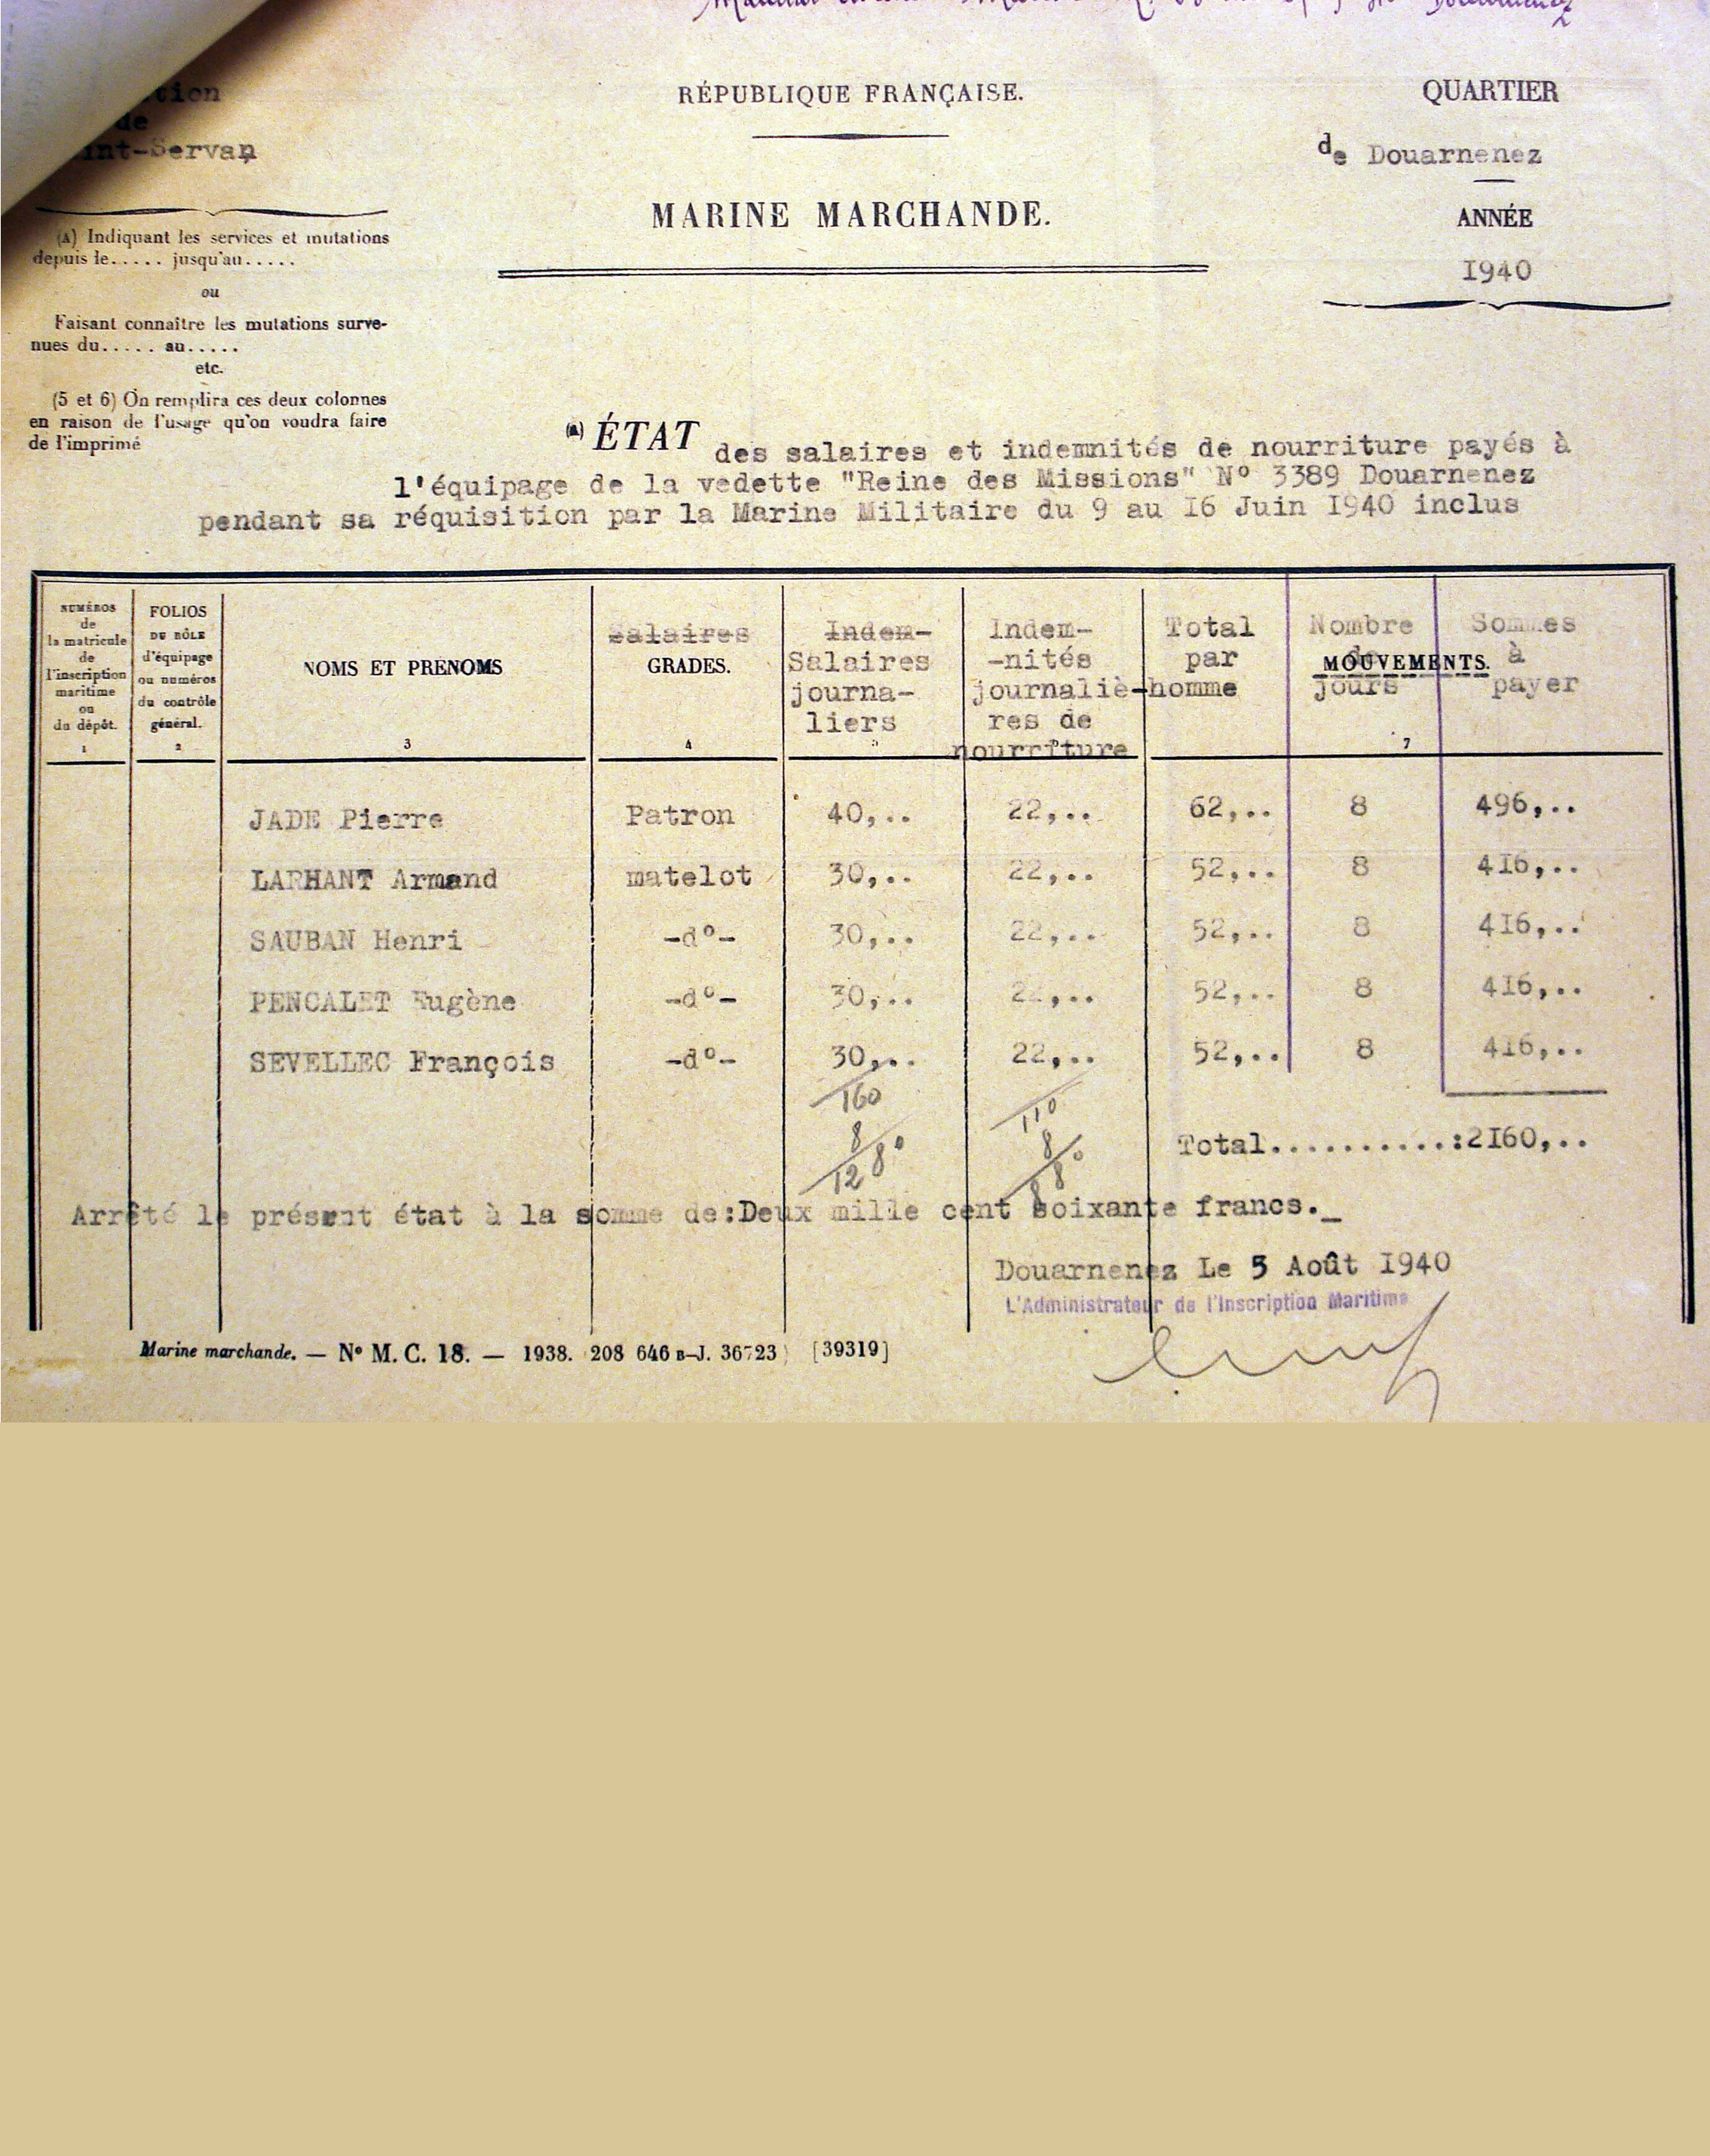 Douarnenez
RÉPUBLIQUE FRANÇAISE.
MARINE MARCHANDE.
QUARTIER
de Douarnenez
ANNÉE
1940
(A) Indiquant les services et mutations
depuis le..... jusqu'au.....
ou
Faisant connaître les mutations surve-
nues du..... au.....
etc.
(5 et 6) On remplira ces deux colonnes
en raison de l'usage qu'on voudra faire
de l'imprimé
(A) ÉTAT des salaires et indemnités de nourriture payés à
l'équipage de la vedette "Reine des Missions" N° 3389 Douarnenez
pendant sa réquisition par la Marine Militaire du 9 au 16 Juin 1940 inclus
NUMÉROS
de
la matricule
de
l'inscription
maritime
ou
du dépôt.
1
FOLIOS
DU RÔLE
d'équipage
ou numéros
du contrôle
général.
2
NOMS ET PRÉNOMS
3
Salaires
GRADES.
4
Indem-
Salaires
journa-
liers
Indem-
-nités
journaliè-
res de
nourriture
Total
par
homme
Nombre
de
jours
MOUVEMENTS.
7
Sommes
à
payer
JADE Pierre Patron 40,.. 22,.. 62,.. 8 496,..
LARHANT Armand matelot 30,.. 22,.. 52,.. 8 416,..
SAUBAN Henri -d°- 30,.. 22,.. 52,.. 8 416,..
PENCALET Eugène -d°- 30,.. 22,.. 52,.. 8 416,..
SEVELLEC François -d°- 30,.. 22,.. 52,.. 8 416,..
160 110
8 8
1280 880
Total...........:2160,..
Arrêté le présent état à la somme de:Deux mille cent soixante francs._
Douarnenez Le 5 Août 1940
L'Administrateur de l'Inscription Maritime
Marine marchande. — N° M. C. 18. — 1938. 208 646 B-J. 36723 [39319]